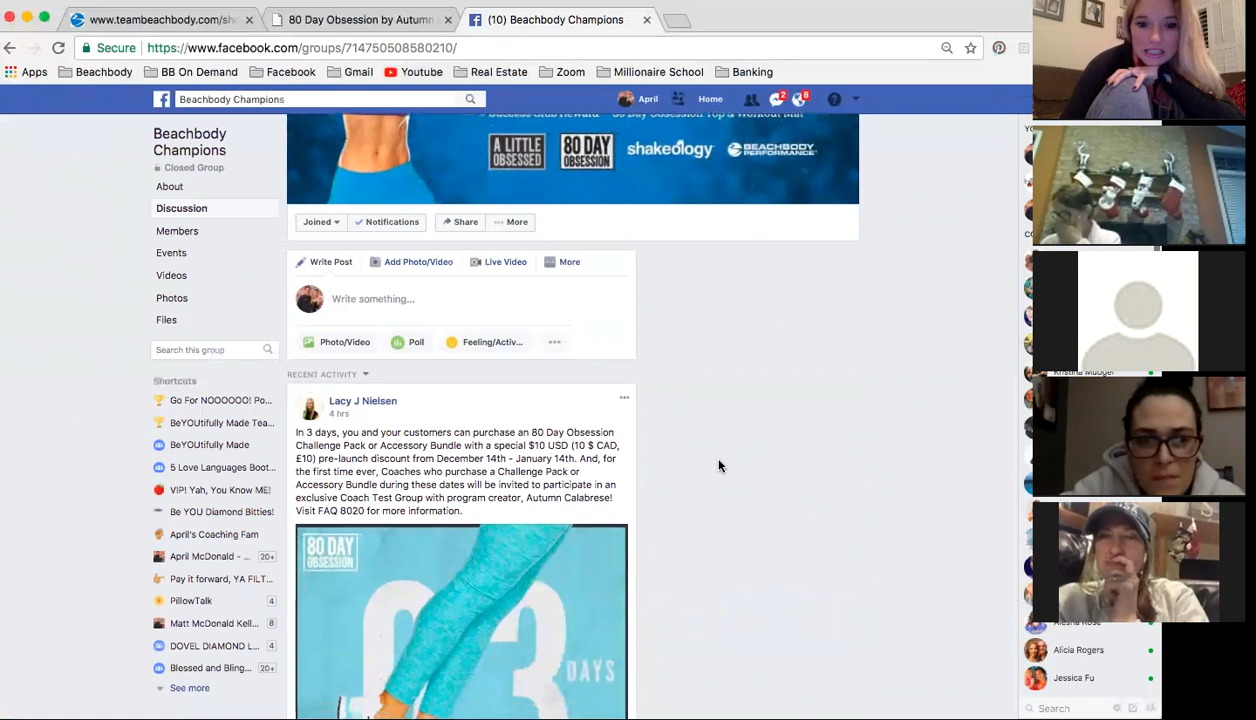 www.teambeachbody.com/sh
80 Day Obsession by Autumn
(10) Beachbody Champions
Secure
https://www.facebook.com/groups/714750508580210/
Apps
Beachbody
BB On Demand
Facebook
Gmail
Youtube
Real Estate
Zoom
Millionaire School
Banking
Beachbody Champions
April
Home
2
8
Beachbody
Champions
Closed Group
About
Discussion
Members
Events
Videos
Photos
Files
Search this group
Shortcuts
Go For NOOOOOO! Po...
BeYOUtifully Made Tea...
BeYOUtifully Made
5 Love Languages Boot...
VIP! Yah, You Know ME!
Be YOU Diamond Bitties!
April's Coaching Fam
April McDonald - ... 20+
Pay it forward, YA FILT...
PillowTalk 4
Matt McDonald Kell... 8
DOVEL DIAMOND L... 4
Blessed and Bling... 20+
See more
A LITTLE
OBSESSED
80 DAY
OBSESSION
shakeology
BEACHBODY
PERFORMANCE
Joined
Notifications
Share
More
Write Post
Add Photo/Video
Live Video
More
Write something...
Photo/Video
Poll
Feeling/Activ...
RECENT ACTIVITY
Lacy J Nielsen
4 hrs
In 3 days, you and your customers can purchase an 80 Day Obsession
Challenge Pack or Accessory Bundle with a special $10 USD (10 $ CAD,
£10) pre-launch discount from December 14th - January 14th. And, for
the first time ever, Coaches who purchase a Challenge Pack or
Accessory Bundle during these dates will be invited to participate in an
exclusive Coach Test Group with program creator, Autumn Calabrese!
Visit FAQ 8020 for more information.
80 DAY
OBSESSION
03
DAYS
Alicia Rogers
Jessica Fu
Search